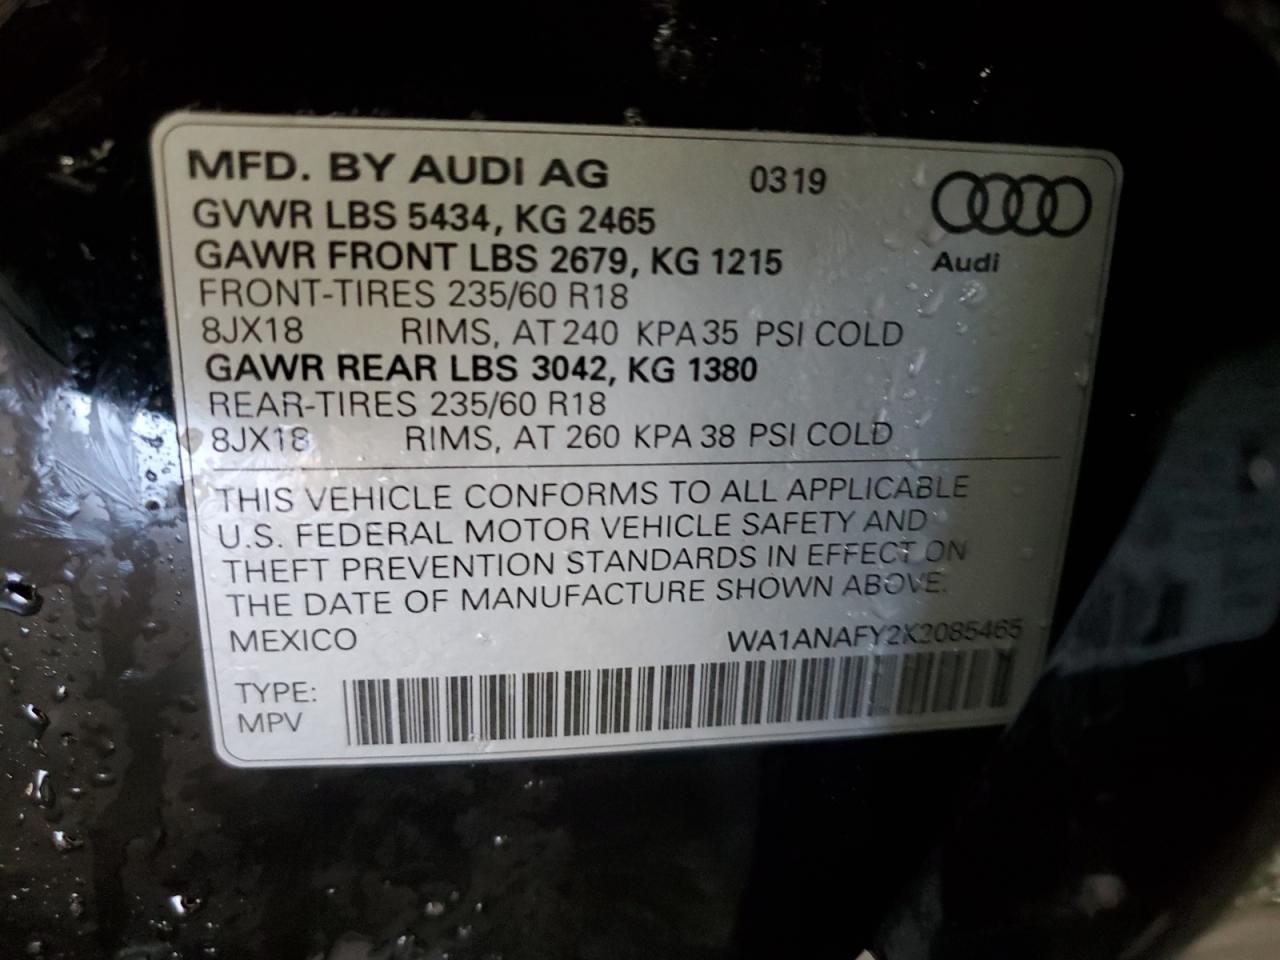 MFD. BY AUDI AG 0319
GVWR LBS 5434, KG 2465
GAWR FRONT LBS 2679, KG 1215
Audi
FRONT-TIRES 235/60 R18
8JX18 RIMS, AT 240 KPA 35 PSI COLD
GAWR REAR LBS 3042, KG 1380
REAR-TIRES 235/60 R18
8JX18 RIMS, AT 260 KPA 38 PSI COLD
THIS VEHICLE CONFORMS TO ALL APPLICABLE
U.S. FEDERAL MOTOR VEHICLE SAFETY AND
THEFT PREVENTION STANDARDS IN EFFECT ON
THE DATE OF MANUFACTURE SHOWN ABOVE.
MEXICO WA1ANAFY2K2085465
TYPE:
MPV